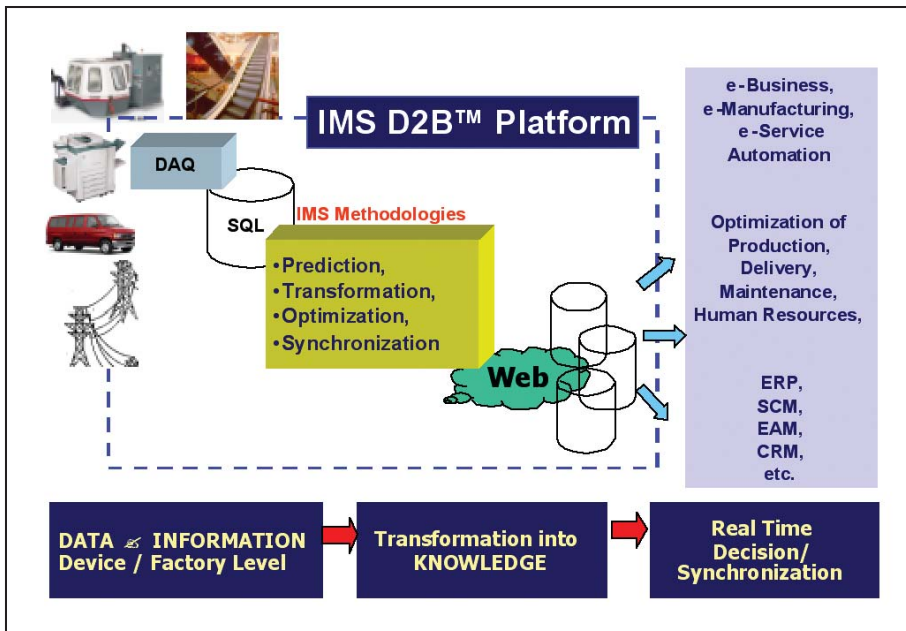 IMS D2B™ Platform
DAQ
SQL
IMS Methodologies
•Prediction,
•Transformation,
•Optimization,
•Synchronization
Web
e-Business,
e-Manufacturing,
e-Service
Automation
Optimization of
Production,
Delivery,
Maintenance,
Human Resources,
ERP,
SCM,
EAM,
CRM,
etc.
DATA & INFORMATION
Device / Factory Level
Transformation into
KNOWLEDGE
Real Time
Decision/
Synchronization